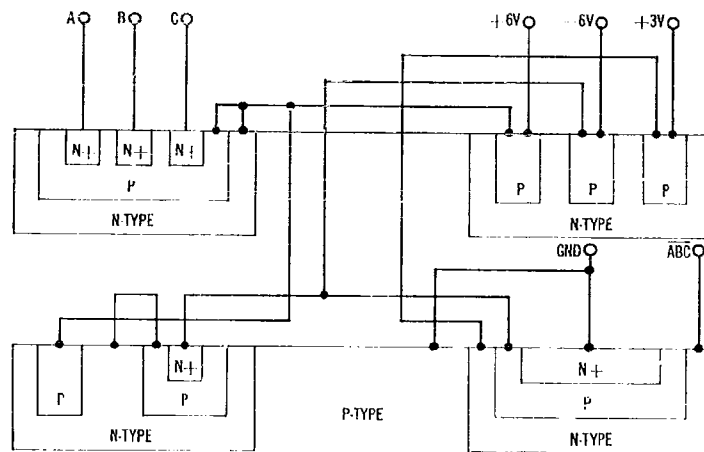 A B C +6V -6V +3V
N+ N+ N+
P P P P
N-TYPE N-TYPE
GND ABC
N+ N+
P P P
P-TYPE
N-TYPE N-TYPE